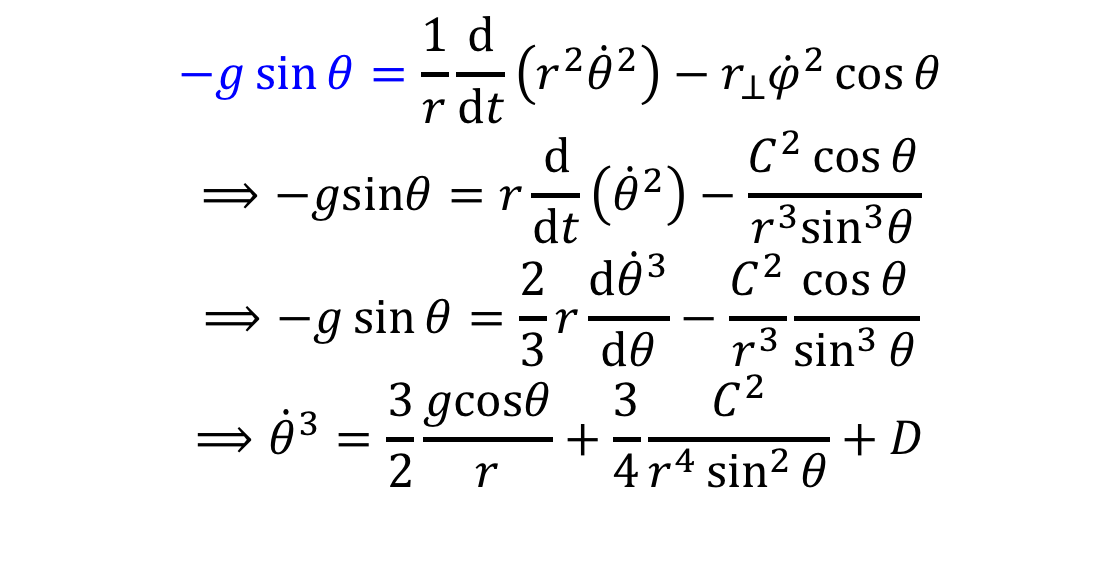 −g sin θ = 1/r d/dt (r²θ̇²) − r⊥φ̇² cos θ
⟹ −gsinθ = r d/dt (θ̇²) − C² cos θ / r³sin³θ
⟹ −g sin θ = 2/3 r dθ̇³/dθ − C²/r³ cos θ/sin³ θ
⟹ θ̇³ = 3/2 gcosθ/r + 3/4 C²/r⁴ sin² θ + D